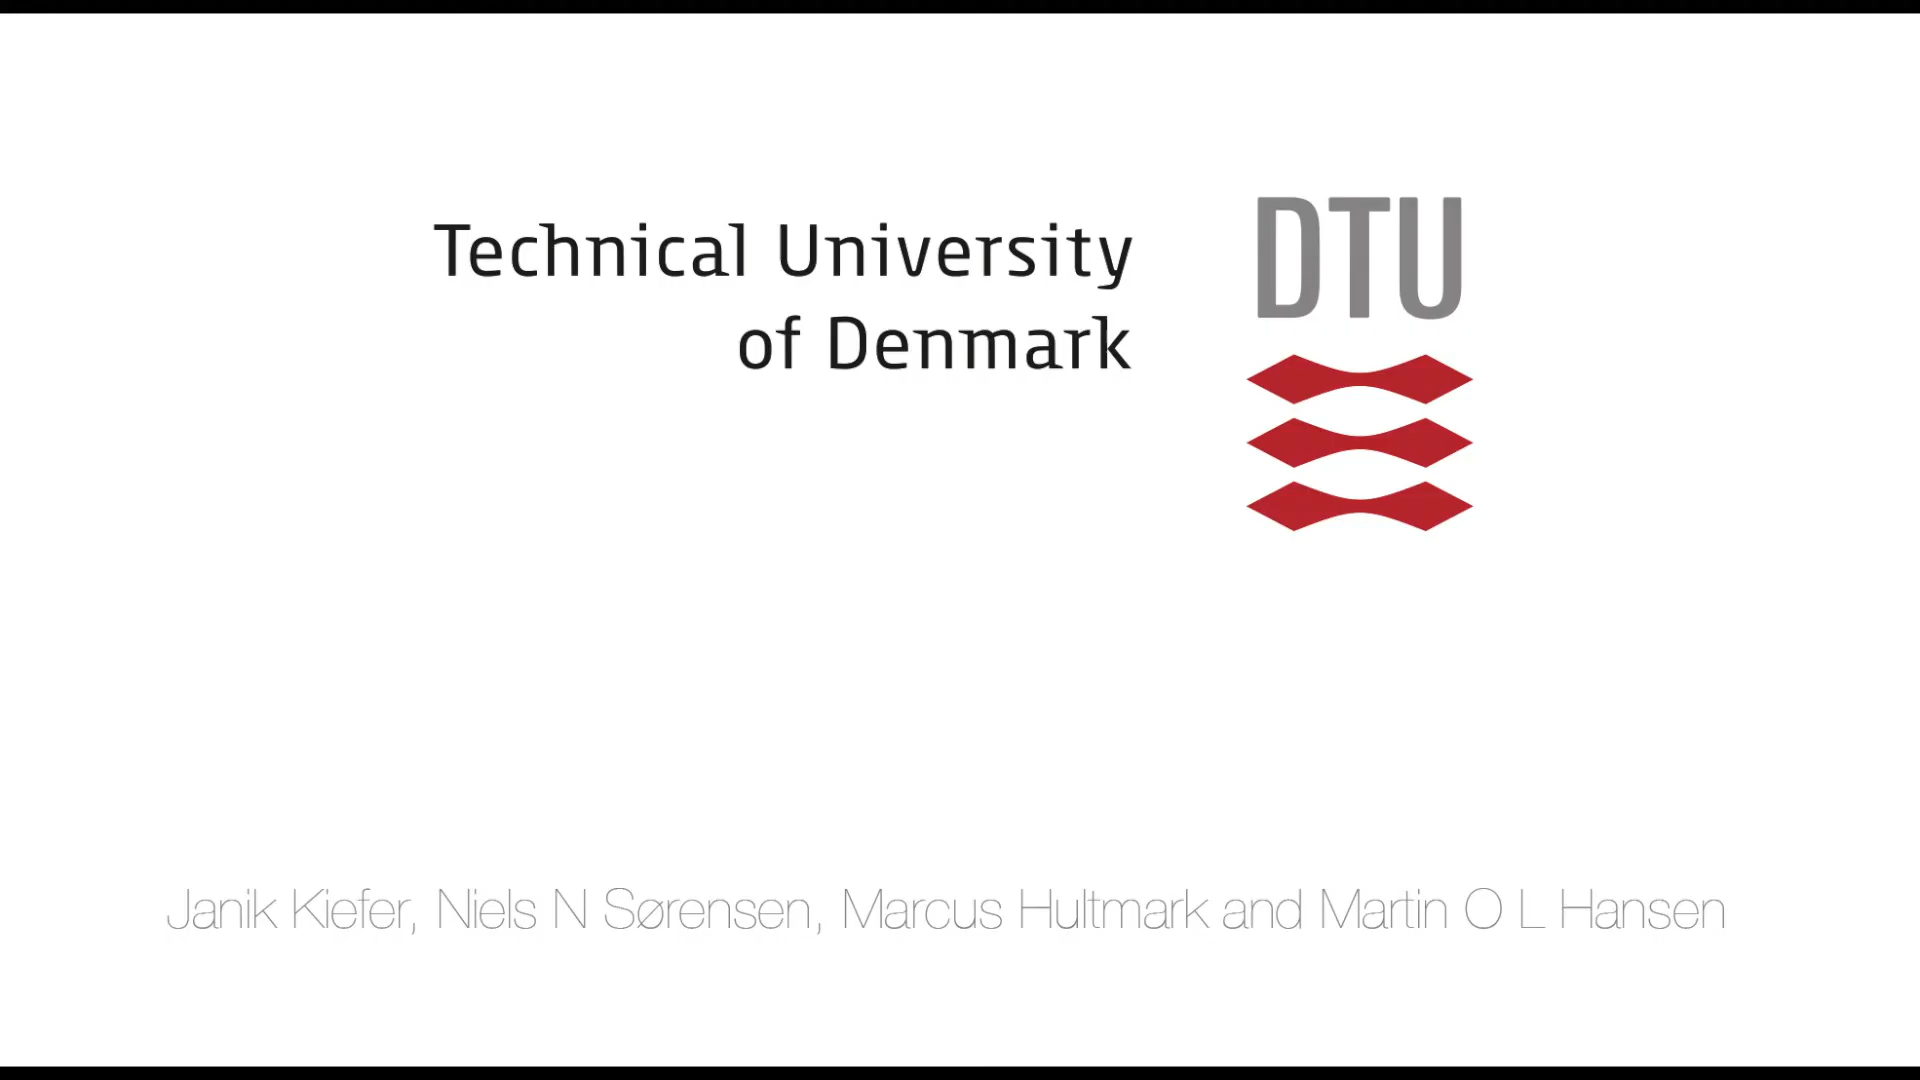 Technical University
of Denmark
DTU
Janik Kiefer, Niels N Sørensen, Marcus Hultmark and Martin O L Hansen